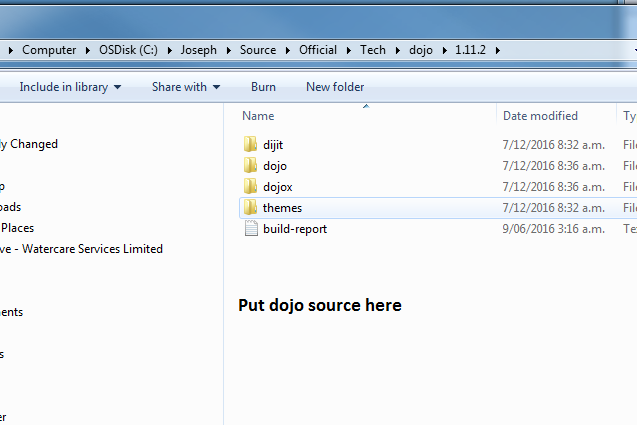 Computer OSDisk (C:) Joseph Source Official Tech dojo 1.11.2
Include in library Share with Burn New folder
Name Date modified Ty
ly Changed
dijit 7/12/2016 8:32 a.m. File
dojo 7/12/2016 8:36 a.m. File
p
dojox 7/12/2016 8:36 a.m. File
oads
themes 7/12/2016 8:32 a.m. File
Places
build-report 9/06/2016 3:16 a.m. Te
ve - Watercare Services Limited
Put dojo source here
ents
s
er